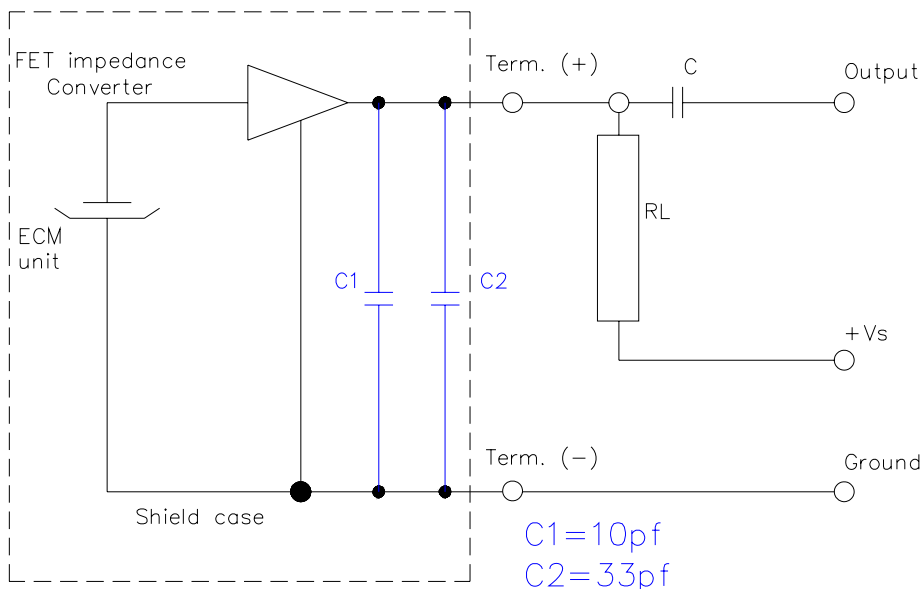 FET impedance
Converter
Term. (+)
C
Output
RL
ECM
unit
C1
C2
+Vs
Term. (-)
Ground
Shield case
C1=10pf
C2=33pf